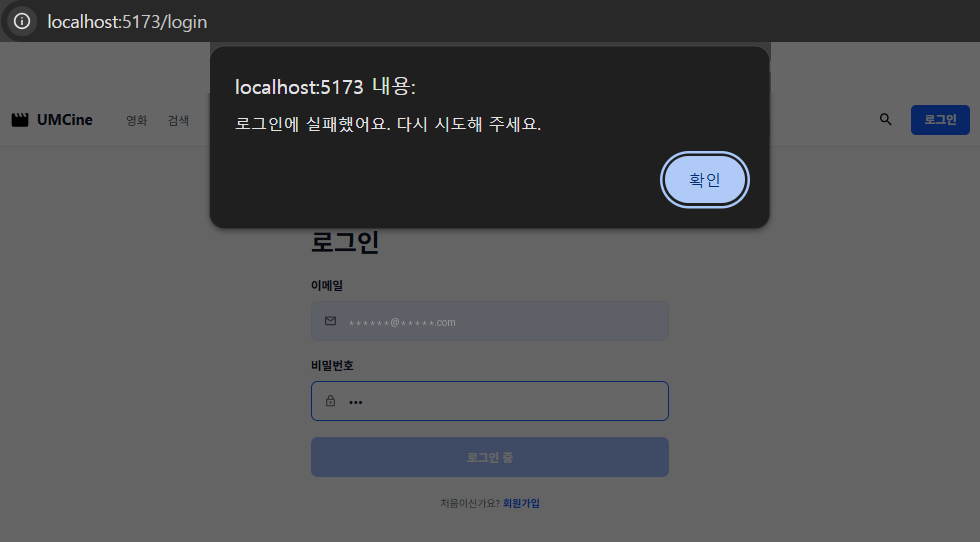 localhost:5173/login
localhost:5173 내용:
로그인에 실패했어요. 다시 시도해 주세요.
확인
UMCine 영화 검색 로그인
로그인
이메일
******@*****.com
비밀번호
•••
로그인 중
처음이신가요? 회원가입